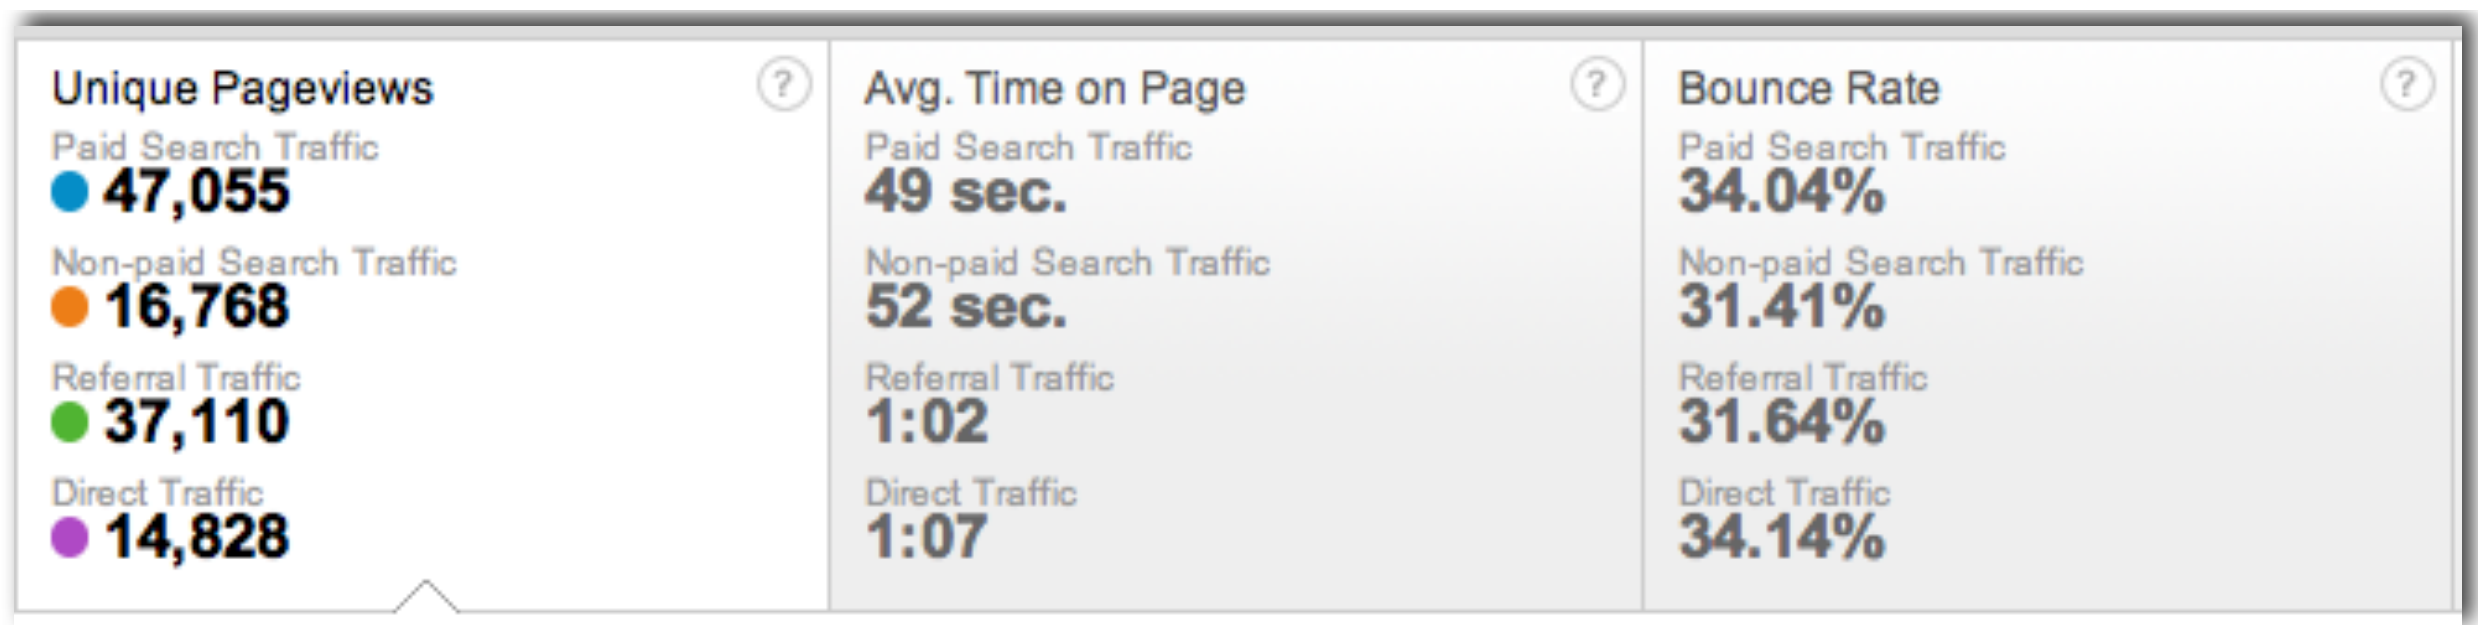 Unique Pageviews ?
Paid Search Traffic
47,055
Non-paid Search Traffic
16,768
Referral Traffic
37,110
Direct Traffic
14,828
Avg. Time on Page ?
Paid Search Traffic
49 sec.
Non-paid Search Traffic
52 sec.
Referral Traffic
1:02
Direct Traffic
1:07
Bounce Rate ?
Paid Search Traffic
34.04%
Non-paid Search Traffic
31.41%
Referral Traffic
31.64%
Direct Traffic
34.14%